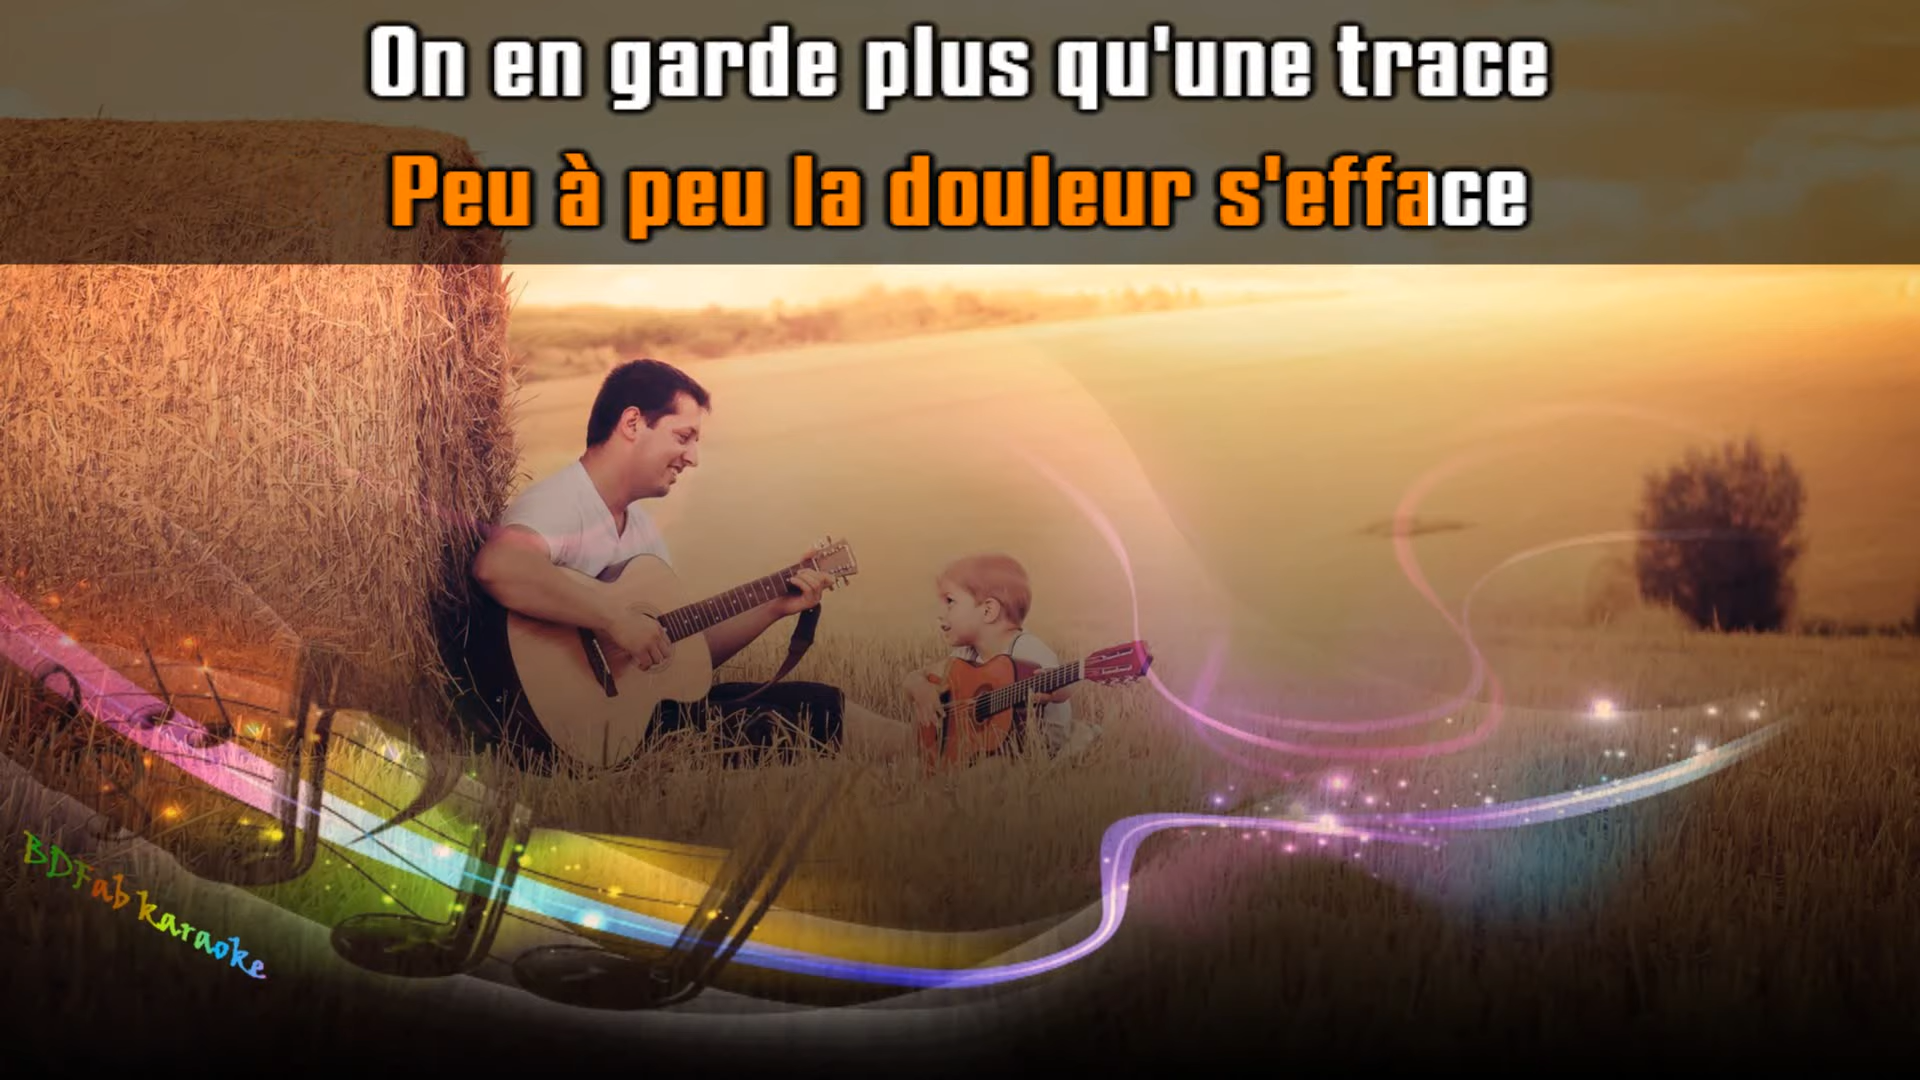 On en garde plus qu'une trace
Peu à peu la douleur s'efface
BDFab karaoke